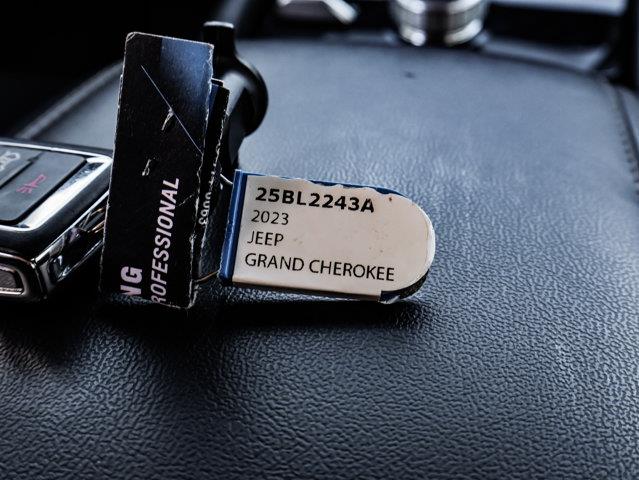 25BL2243A
2023
JEEP
GRAND CHEROKEE
NG
ROFESSIONAL